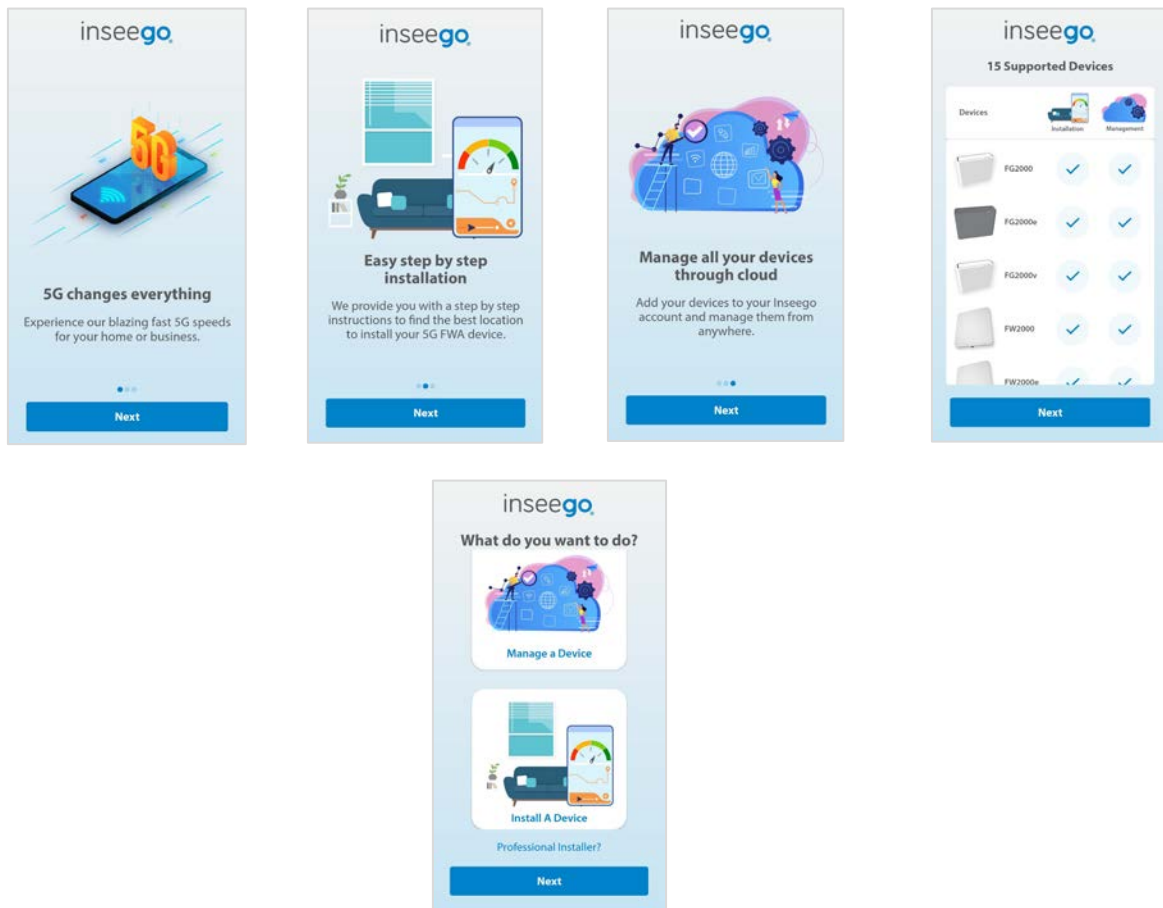 inseego
5G
5G changes everything
Experience our blazing fast 5G speeds
for your home or business.
Next
inseego
Easy step by step
installation
We provide you with a step by step
instructions to find the best location
to install your 5G FWA device.
Next
inseego
Manage all your devices
through cloud
Add your devices to your Inseego
account and manage them from
anywhere.
Next
inseego
15 Supported Devices
Devices Installation Management
FG2000
FG2000e
FG2000v
FW2000
FW2000e
Next
inseego
What do you want to do?
Manage a Device
Install A Device
Professional Installer?
Next